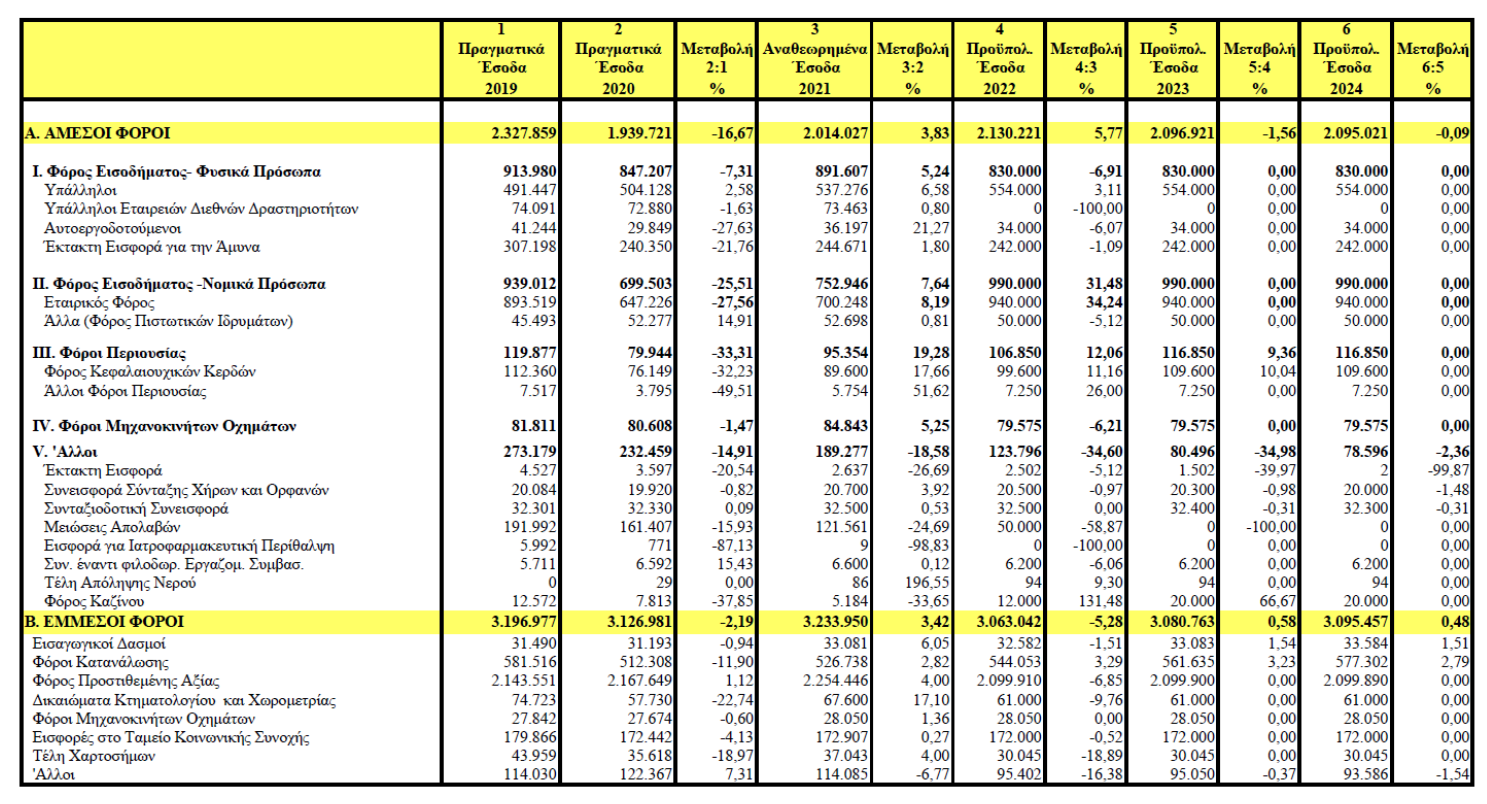 1 2 3 4 5 6
Πραγματικά Πραγματικά Μεταβολή Αναθεωρημένα Μεταβολή Προϋπολ. Μεταβολή Προϋπολ. Μεταβολή Προϋπολ. Μεταβολή
Έσοδα Έσοδα 2:1 Έσοδα 3:2 Έσοδα 4:3 Έσοδα 5:4 Έσοδα 6:5
2019 2020 % 2021 % 2022 % 2023 % 2024 %
Α. ΑΜΕΣΟΙ ΦΟΡΟΙ 2.327.859 1.939.721 -16,67 2.014.027 3,83 2.130.221 5,77 2.096.921 -1,56 2.095.021 -0,09
Ι. Φόρος Εισοδήματος- Φυσικά Πρόσωπα 913.980 847.207 -7,31 891.607 5,24 830.000 -6,91 830.000 0,00 830.000 0,00
Υπάλληλοι 491.447 504.128 2,58 537.276 6,58 554.000 3,11 554.000 0,00 554.000 0,00
Υπάλληλοι Εταιρειών Διεθνών Δραστηριοτήτων 74.091 72.880 -1,63 73.463 0,80 0 -100,00 0 0,00 0 0,00
Αυτοεργοδοτούμενοι 41.244 29.849 -27,63 36.197 21,27 34.000 -6,07 34.000 0,00 34.000 0,00
Έκτακτη Εισφορά για την Άμυνα 307.198 240.350 -21,76 244.671 1,80 242.000 -1,09 242.000 0,00 242.000 0,00
ΙΙ. Φόρος Εισοδήματος -Νομικά Πρόσωπα 939.012 699.503 -25,51 752.946 7,64 990.000 31,48 990.000 0,00 990.000 0,00
Εταιρικός Φόρος 893.519 647.226 -27,56 700.248 8,19 940.000 34,24 940.000 0,00 940.000 0,00
Άλλα (Φόρος Πιστωτικών Ιδρυμάτων) 45.493 52.277 14,91 52.698 0,81 50.000 -5,12 50.000 0,00 50.000 0,00
ΙΙΙ. Φόροι Περιουσίας 119.877 79.944 -33,31 95.354 19,28 106.850 12,06 116.850 9,36 116.850 0,00
Φόρος Κεφαλαιουχικών Κερδών 112.360 76.149 -32,23 89.600 17,66 99.600 11,16 109.600 10,04 109.600 0,00
Άλλοι Φόροι Περιουσίας 7.517 3.795 -49,51 5.754 51,62 7.250 26,00 7.250 0,00 7.250 0,00
IV. Φόροι Μηχανοκινήτων Οχημάτων 81.811 80.608 -1,47 84.843 5,25 79.575 -6,21 79.575 0,00 79.575 0,00
V. 'Αλλοι 273.179 232.459 -14,91 189.277 -18,58 123.796 -34,60 80.496 -34,98 78.596 -2,36
Έκτακτη Εισφορά 4.527 3.597 -20,54 2.637 -26,69 2.502 -5,12 1.502 -39,97 2 -99,87
Συνεισφορά Σύνταξης Χήρων και Ορφανών 20.084 19.920 -0,82 20.700 3,92 20.500 -0,97 20.300 -0,98 20.000 -1,48
Συνταξιοδοτική Συνεισφορά 32.301 32.330 0,09 32.500 0,53 32.500 0,00 32.400 -0,31 32.300 -0,31
Μειώσεις Απολαβών 191.992 161.407 -15,93 121.561 -24,69 50.000 -58,87 0 -100,00 0 0,00
Εισφορά για Ιατροφαρμακευτική Περίθαλψη 5.992 771 -87,13 9 -98,83 0 -100,00 0 0,00 0 0,00
Συν. έναντι φιλοδωρ. Εργαζομ. Συμβασ. 5.711 6.592 15,43 6.600 0,12 6.200 -6,06 6.200 0,00 6.200 0,00
Τέλη Απόληψης Νερού 0 29 0,00 86 196,55 94 9,30 94 0,00 94 0,00
Φόρος Καζίνου 12.572 7.813 -37,85 5.184 -33,65 12.000 131,48 20.000 66,67 20.000 0,00
Β. ΕΜΜΕΣΟΙ ΦΟΡΟΙ 3.196.977 3.126.981 -2,19 3.233.950 3,42 3.063.042 -5,28 3.080.763 0,58 3.095.457 0,48
Εισαγωγικοί Δασμοί 31.490 31.193 -0,94 33.081 6,05 32.582 -1,51 33.083 1,54 33.584 1,51
Φόροι Κατανάλωσης 581.516 512.308 -11,90 526.738 2,82 544.053 3,29 561.635 3,23 577.302 2,79
Φόρος Προστιθεμένης Αξίας 2.143.551 2.167.649 1,12 2.254.446 4,00 2.099.910 -6,85 2.099.900 0,00 2.099.890 0,00
Δικαιώματα Κτηματολογίου και Χωρομετρίας 74.723 57.730 -22,74 67.600 17,10 61.000 -9,76 61.000 0,00 61.000 0,00
Φόροι Μηχανοκινήτων Οχημάτων 27.842 27.674 -0,60 28.050 1,36 28.050 0,00 28.050 0,00 28.050 0,00
Εισφορές στο Ταμείο Κοινωνικής Συνοχής 179.866 172.442 -4,13 172.907 0,27 172.000 -0,52 172.000 0,00 172.000 0,00
Τέλη Χαρτοσήμων 43.959 35.618 -18,97 37.043 4,00 30.045 -18,89 30.045 0,00 30.045 0,00
'Αλλοι 114.030 122.367 7,31 114.085 -6,77 95.402 -16,38 95.050 -0,37 93.586 -1,54